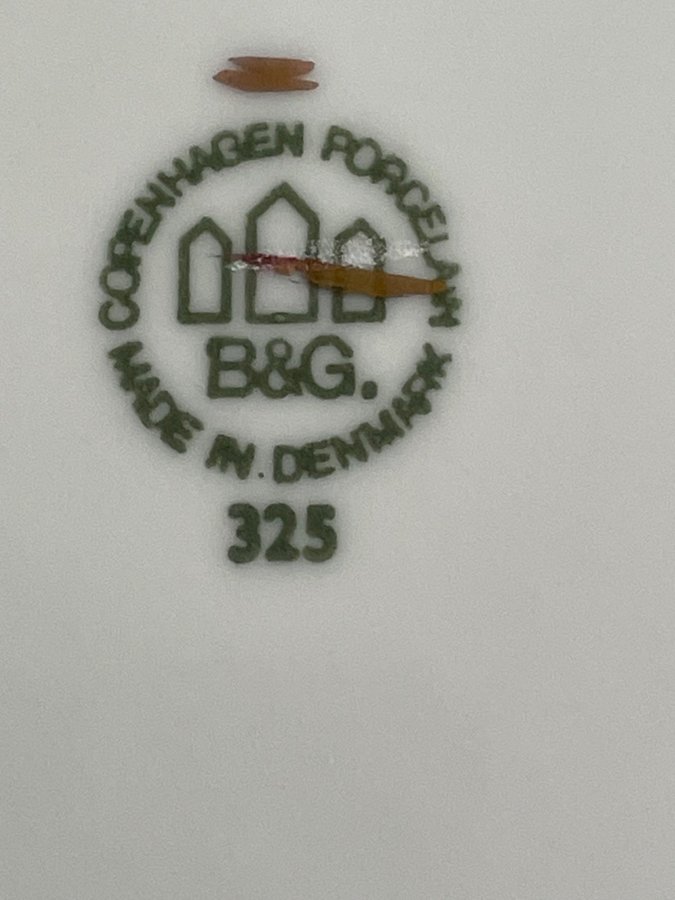 COPENHAGEN PORCELAIN
B&G.
MADE IN DENMARK
325